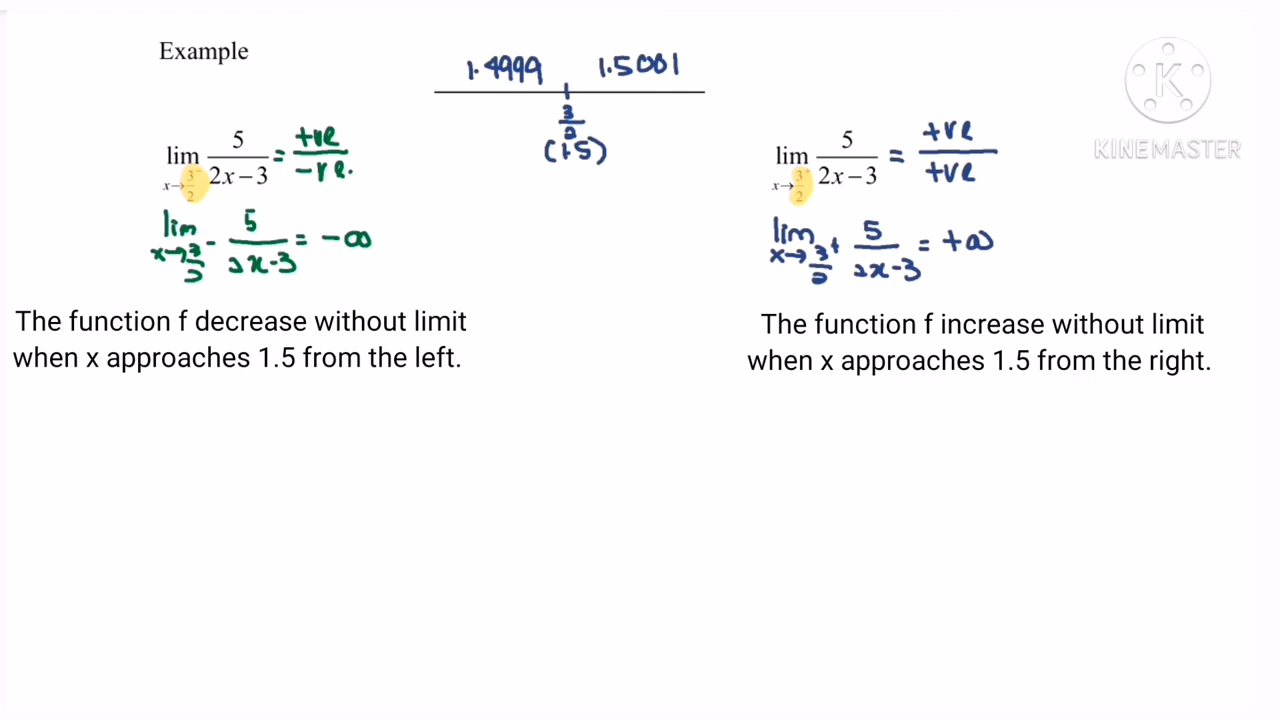 Example
1.4999 1.5001
3/2
(1.5)
lim x→3/2⁻ 5/(2x−3) = +ve/−ve.
lim x→3/2⁻ 5/(2x-3) = −∞
The function f decrease without limit
when x approaches 1.5 from the left.
lim x→3/2⁺ 5/(2x−3) = +ve/+ve
lim x→3/2⁺ 5/(2x-3) = +∞
The function f increase without limit
when x approaches 1.5 from the right.
K
KINEMASTER